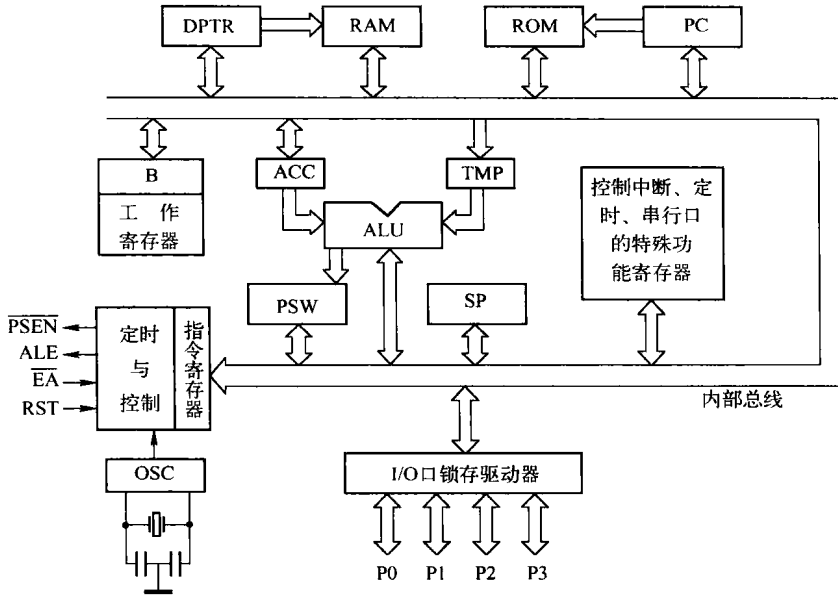 DPTR
RAM
ROM
PC
B
工 作
寄存器
ACC
TMP
ALU
控制中断、定
时、串行口
的特殊功
能寄存器
PSW
SP
PSEN
ALE
EA
RST
定时
与
控制
指令寄存器
内部总线
OSC
I/O口锁存驱动器
P0
P1
P2
P3